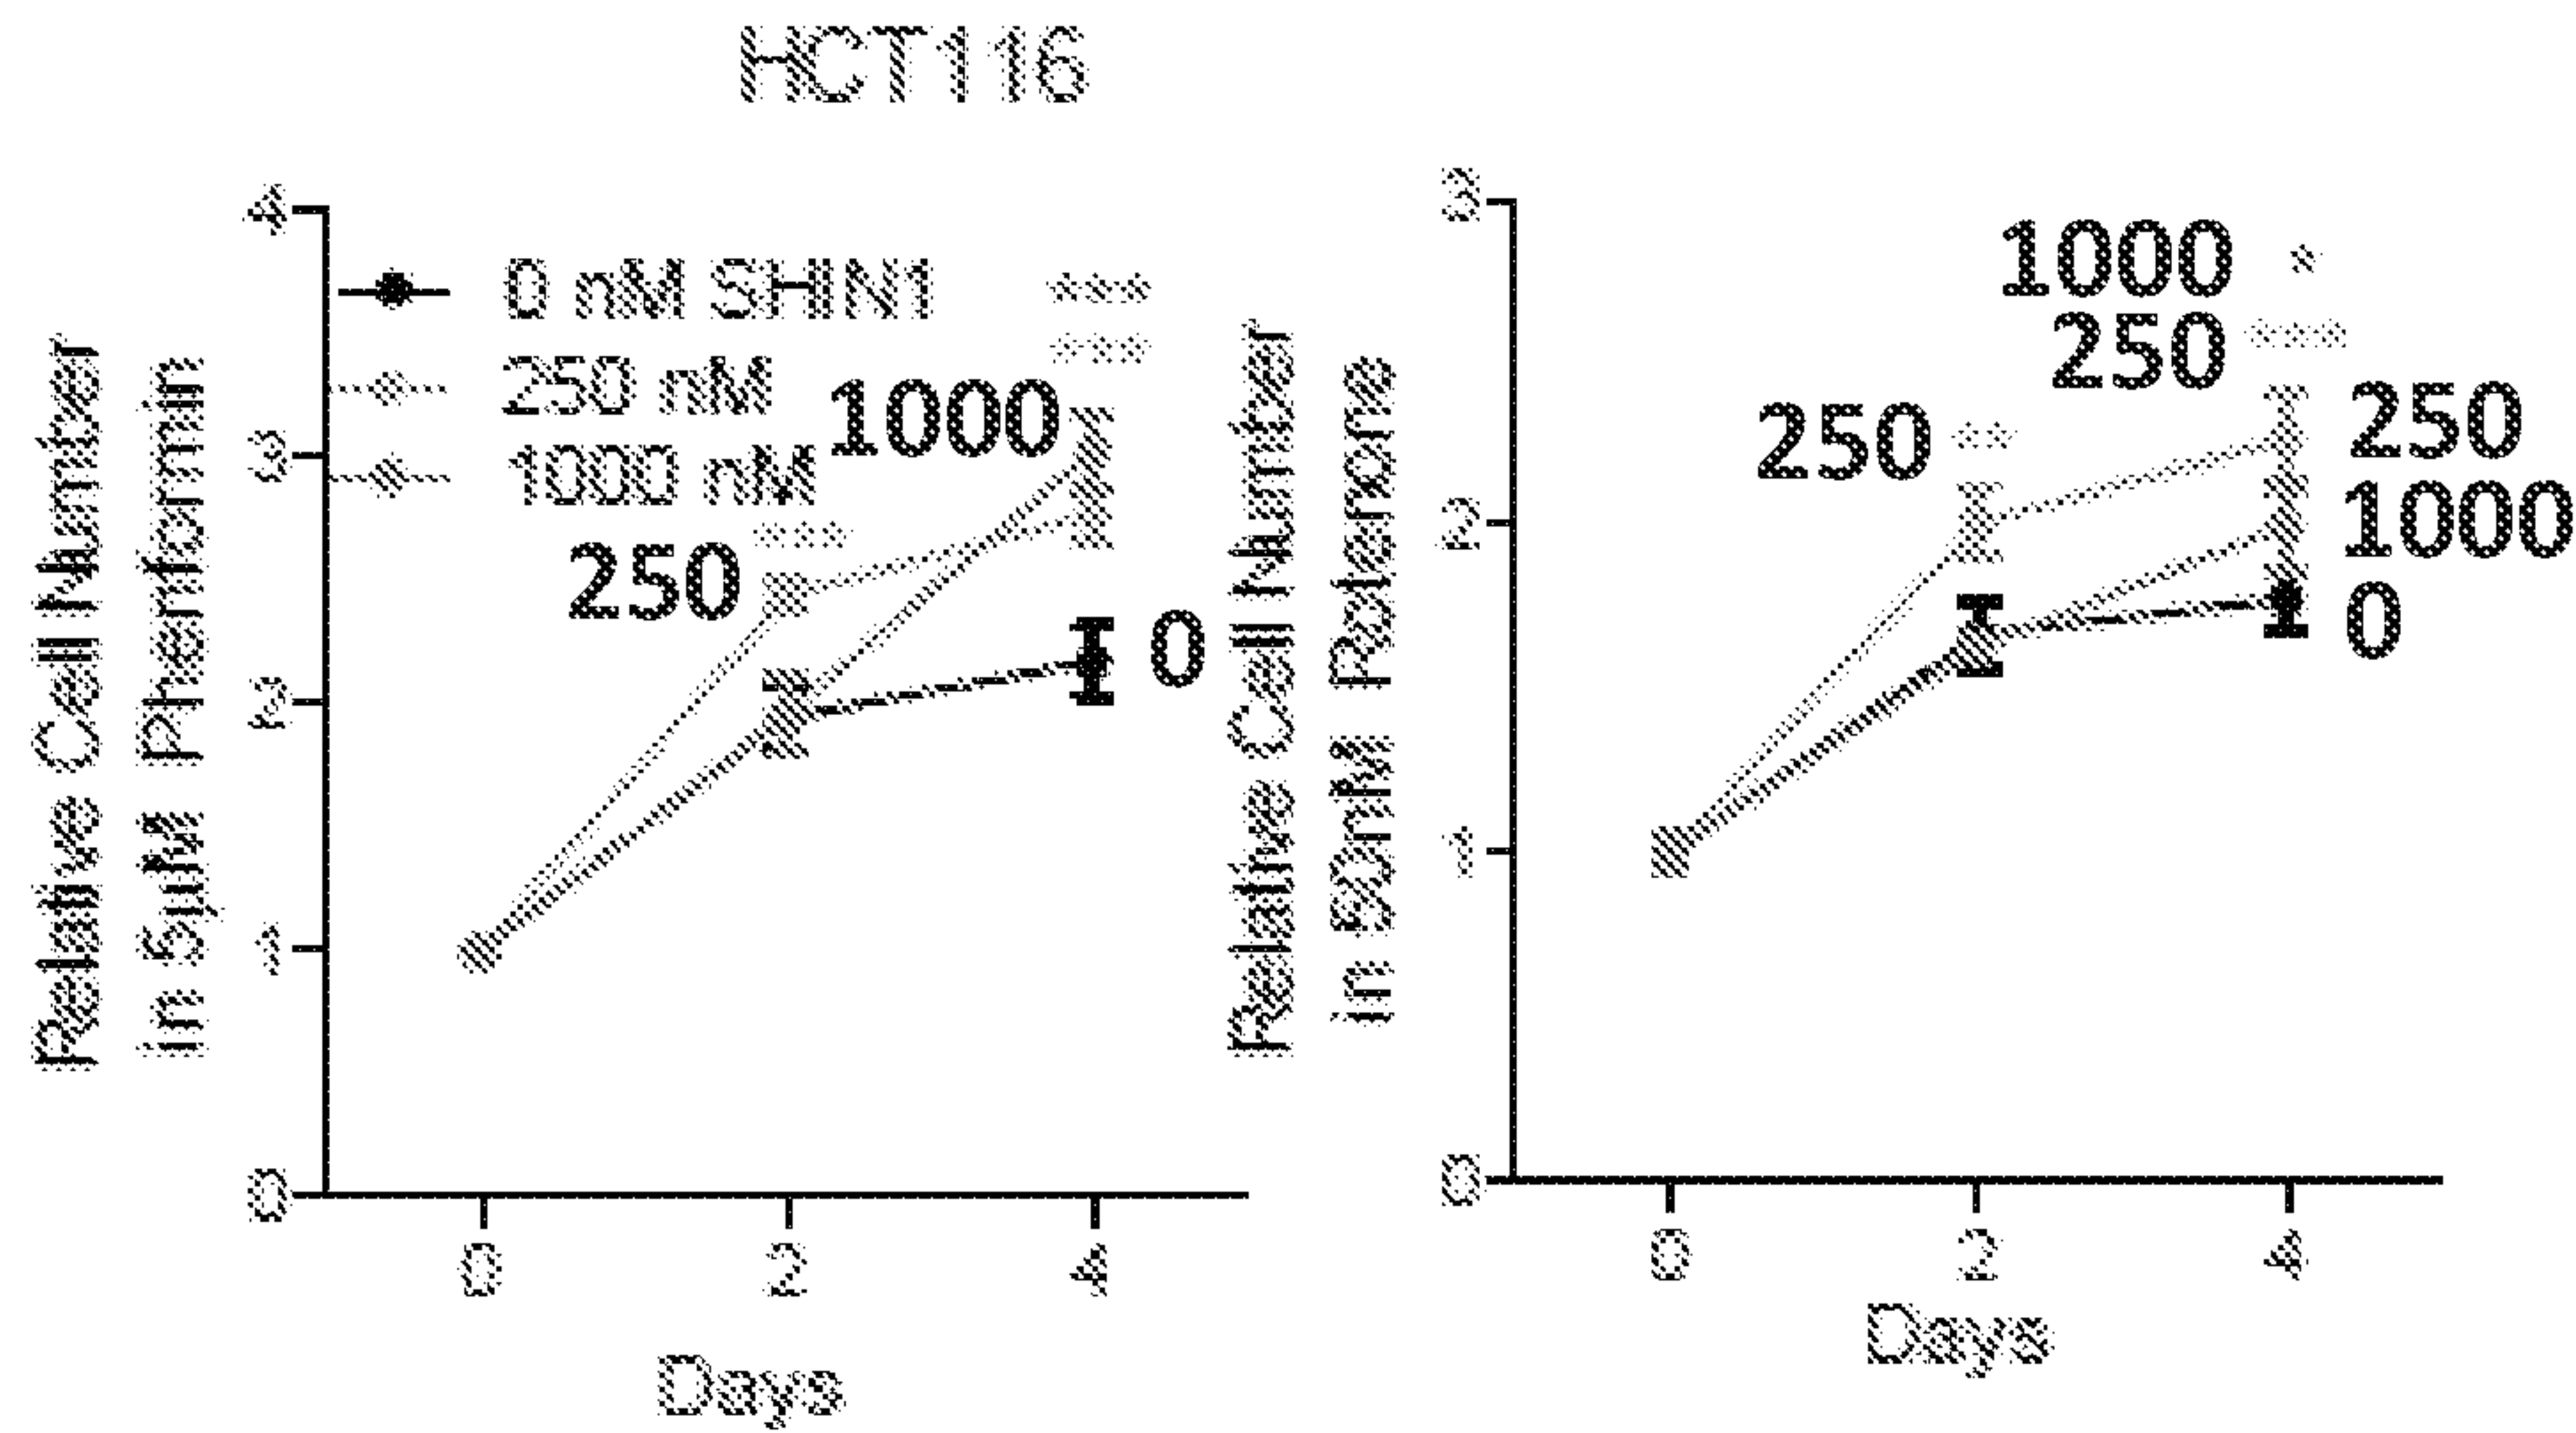 HCT116
Relative Cell Number
in 5µM Phenformin
4
3
2
1
0
0 nM SHIN1
250 nM
1000 nM
***
***
1000
***
250
0
0
2
4
Days
Relative Cell Number
in 50nM Poterione
3
2
1
0
1000 *
250 ***
250 **
250
1000
0
0
2
4
Days